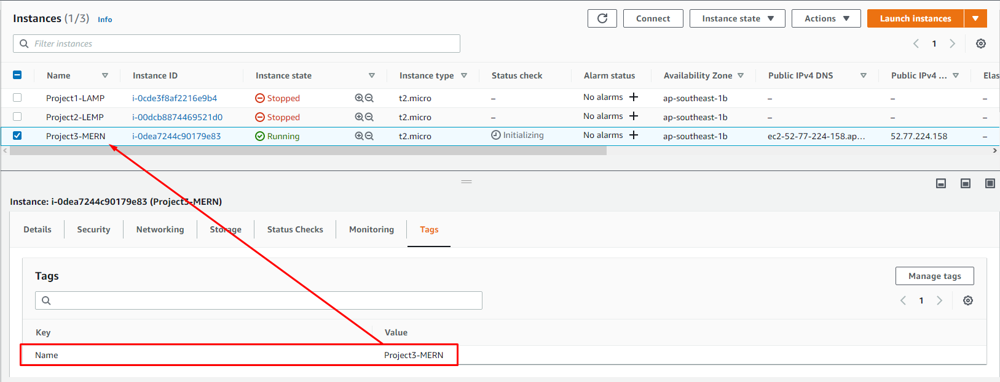 Instances (1/3) Info Connect Instance state Actions Launch instances
Filter instances 1
Name Instance ID Instance state Instance type Status check Alarm status Availability Zone Public IPv4 DNS Public IPv4 ... Elas
Project1-LAMP i-0cde3f8af2216e9b4 Stopped t2.micro – No alarms + ap-southeast-1b – – –
Project2-LEMP i-00dcb8874469521d0 Stopped t2.micro – No alarms + ap-southeast-1b – – –
Project3-MERN i-0dea7244c90179e83 Running t2.micro Initializing No alarms + ap-southeast-1b ec2-52-77-224-158.ap... 52.77.224.158 –
Instance: i-0dea7244c90179e83 (Project3-MERN)
Details Security Networking Storage Status Checks Monitoring Tags
Tags Manage tags
1
Key Value
Name Project3-MERN